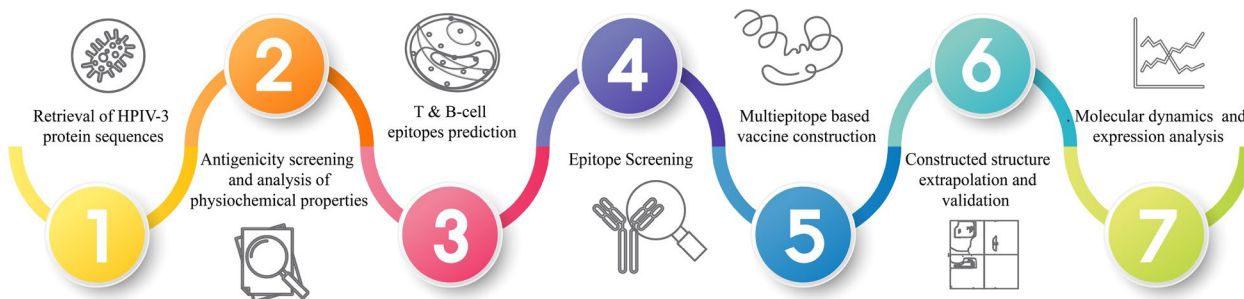 1
Retrieval of HPIV-3
protein sequences
2
Antigenicity screening
and analysis of
physiochemical properties
3
T & B-cell
epitopes prediction
4
Epitope Screening
5
Multiepitope based
vaccine construction
6
Constructed structure
extrapolation and
validation
7
. Molecular dynamics and
expression analysis